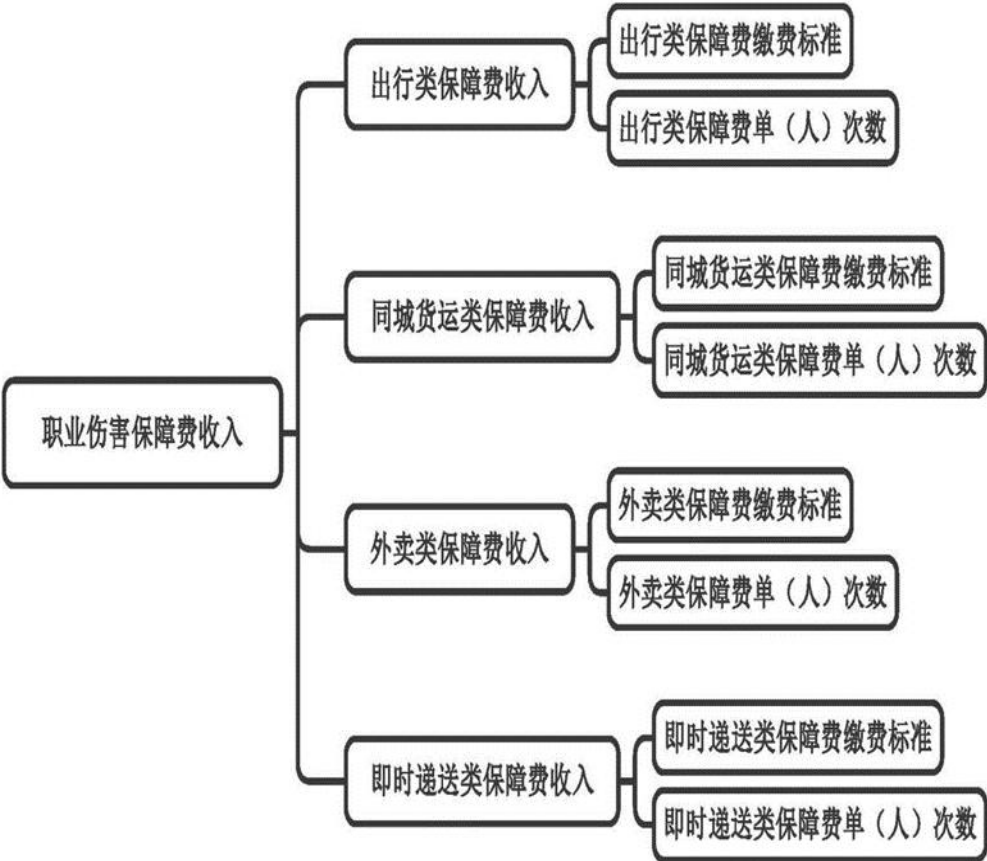 出行类保障费缴费标准
出行类保障费收入
出行类保障费单（人）次数
同城货运类保障费缴费标准
同城货运类保障费收入
同城货运类保障费单（人）次数
职业伤害保障费收入
外卖类保障费缴费标准
外卖类保障费收入
外卖类保障费单（人）次数
即时递送类保障费缴费标准
即时递送类保障费收入
即时递送类保障费单（人）次数